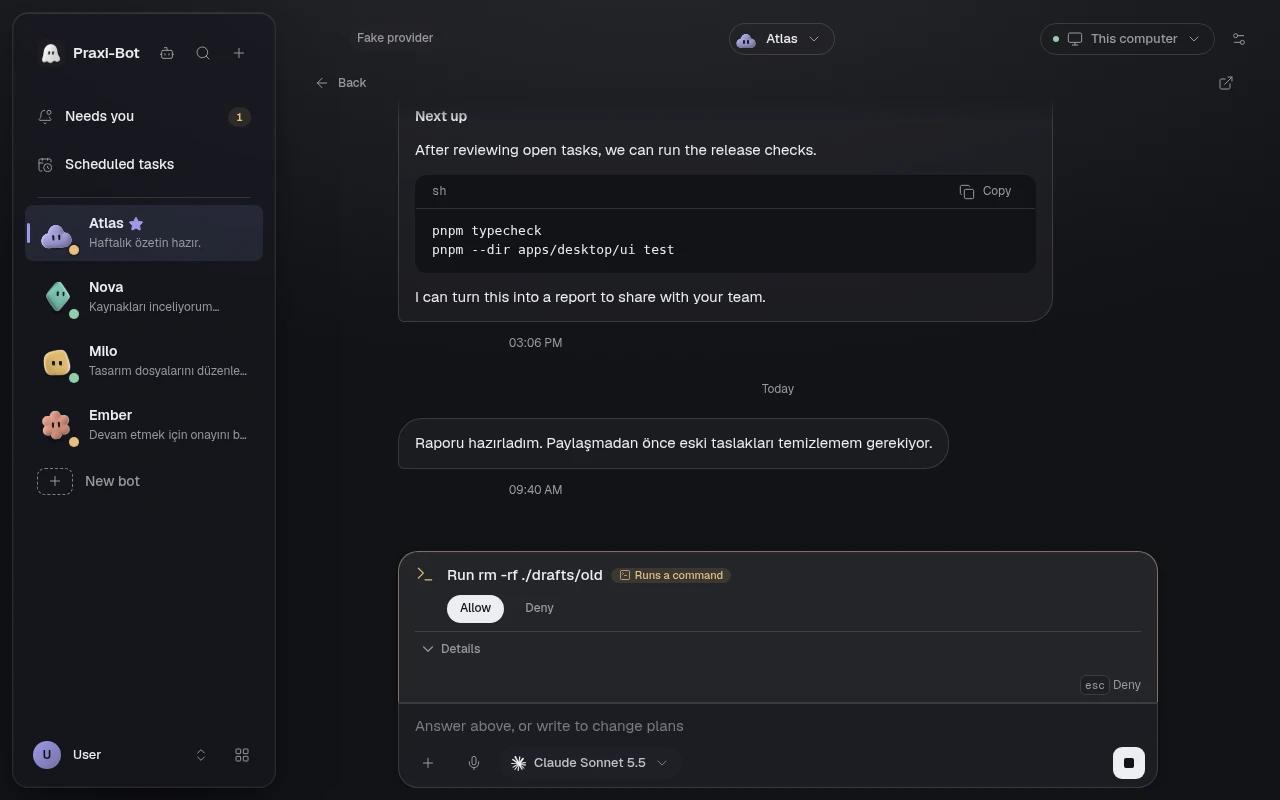 Praxi-Bot
Needs you
1
Scheduled tasks
Atlas
Haftalık özetin hazır.
Nova
Kaynakları inceliyorum...
Milo
Tasarım dosyalarını düzenle...
Ember
Devam etmek için onayını b...
New bot
U
User
Fake provider
Atlas
This computer
Back
Next up
After reviewing open tasks, we can run the release checks.
sh
Copy
pnpm typecheck
pnpm --dir apps/desktop/ui test
I can turn this into a report to share with your team.
03:06 PM
Today
Raporu hazırladım. Paylaşmadan önce eski taslakları temizlemem gerekiyor.
09:40 AM
Run rm -rf ./drafts/old
Runs a command
Allow
Deny
Details
esc Deny
Answer above, or write to change plans
Claude Sonnet 5.5